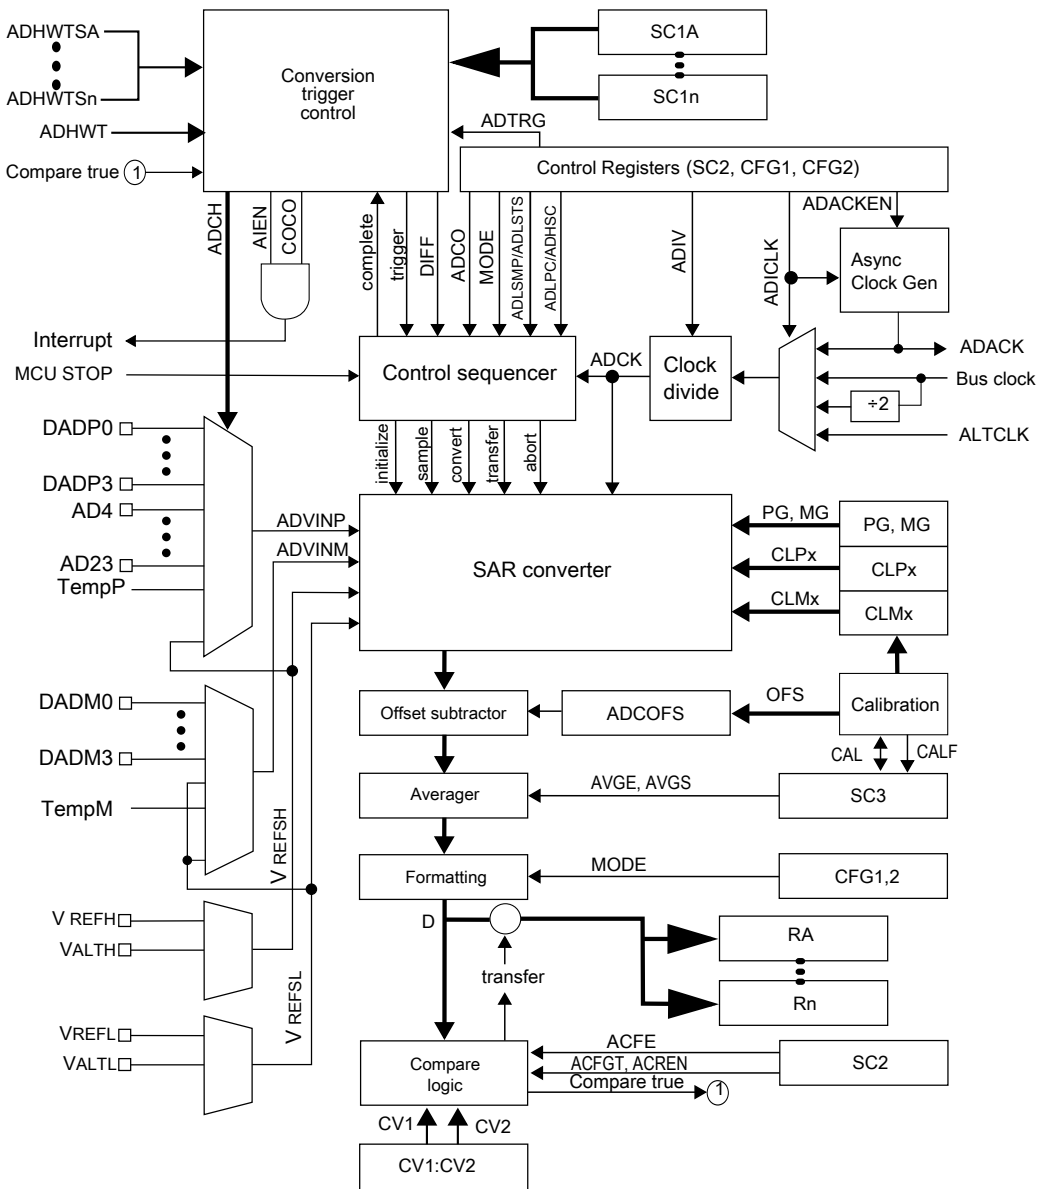 ADHWTSA
ADHWTSn
ADHWT
Compare true 1
Conversion
trigger
control
SC1A
SC1n
ADTRG
Control Registers (SC2, CFG1, CFG2)
ADCH
AIEN
COCO
complete
trigger
DIFF
ADCO
MODE
ADLSMP/ADLSTS
ADLPC/ADHSC
ADIV
ADICLK
ADACKEN
Async
Clock Gen
Interrupt
MCU STOP
Control sequencer
ADCK
Clock
divide
ADACK
Bus clock
÷2
ALTCLK
initialize
sample
convert
transfer
abort
DADP0
DADP3
AD4
AD23
TempP
ADVINP
ADVINM
SAR converter
PG, MG
PG, MG
CLPx
CLPx
CLMx
CLMx
DADM0
DADM3
TempM
Offset subtractor
ADCOFS
OFS
Calibration
CAL
CALF
Averager
AVGE, AVGS
SC3
Formatting
MODE
CFG1,2
V REFSH
V REFSL
V REFH
VALTH
VREFL
VALTL
D
transfer
RA
Rn
Compare
logic
ACFE
ACFGT, ACREN
Compare true
1
SC2
CV1
CV2
CV1:CV2